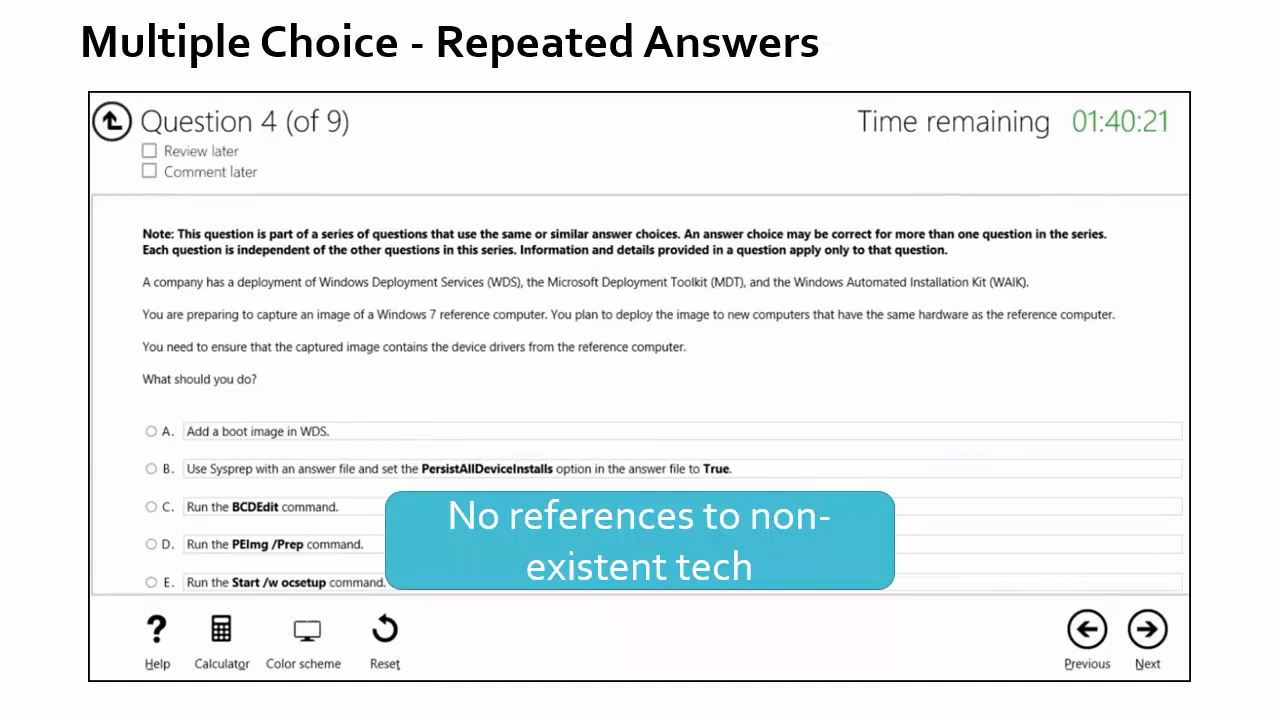 Multiple Choice - Repeated Answers
Question 4 (of 9)
Time remaining 01:40:21
Review later
Comment later
Note: This question is part of a series of questions that use the same or similar answer choices. An answer choice may be correct for more than one question in the series.
Each question is independent of the other questions in this series. Information and details provided in a question apply only to that question.
A company has a deployment of Windows Deployment Services (WDS), the Microsoft Deployment Toolkit (MDT), and the Windows Automated Installation Kit (WAIK).
You are preparing to capture an image of a Windows 7 reference computer. You plan to deploy the image to new computers that have the same hardware as the reference computer.
You need to ensure that the captured image contains the device drivers from the reference computer.
What should you do?
A. Add a boot image in WDS.
B. Use Sysprep with an answer file and set the PersistAllDeviceInstalls option in the answer file to True.
C. Run the BCDEdit command.
D. Run the PEImg /Prep command.
E. Run the Start /w ocsetup command.
No references to non-
existent tech
Help Calculator Color scheme Reset Previous Next